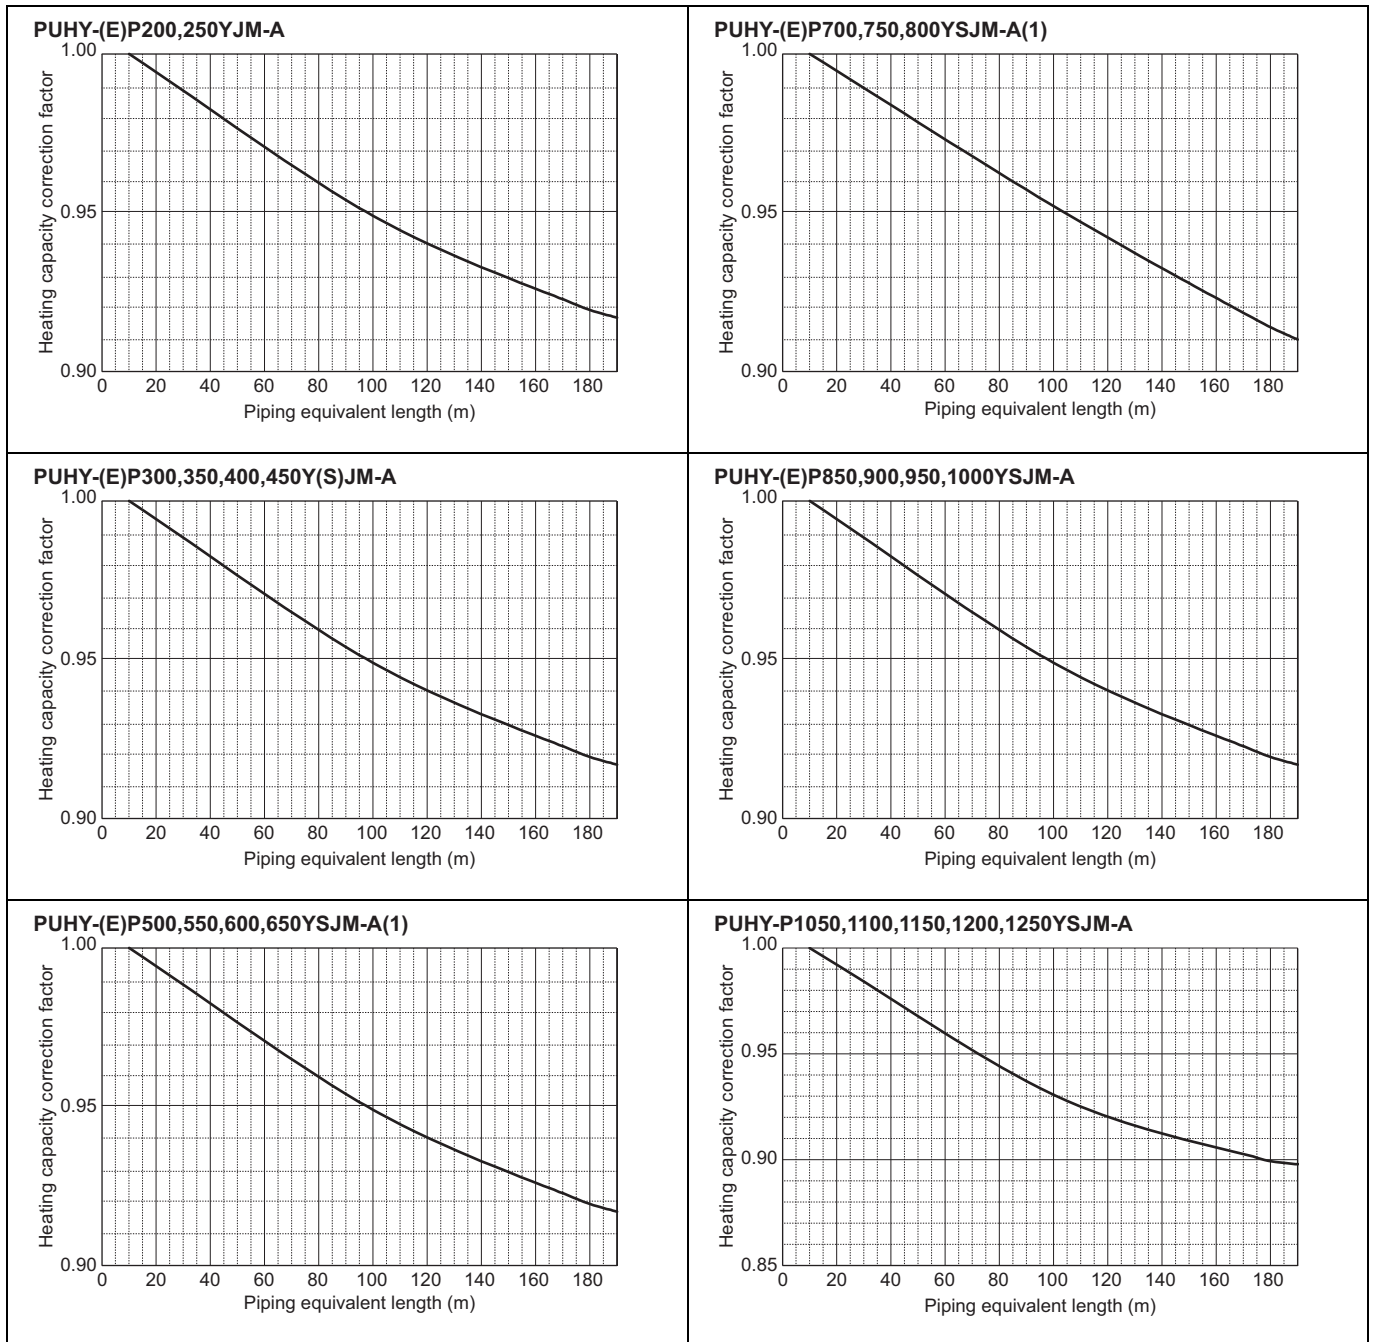 PUHY-(E)P200,250YJM-A
Heating capacity correction factor
1.00
0.95
0.90
0 20 40 60 80 100 120 140 160 180
Piping equivalent length (m)
PUHY-(E)P700,750,800YSJM-A(1)
Heating capacity correction factor
1.00
0.95
0.90
0 20 40 60 80 100 120 140 160 180
Piping equivalent length (m)
PUHY-(E)P300,350,400,450Y(S)JM-A
Heating capacity correction factor
1.00
0.95
0.90
0 20 40 60 80 100 120 140 160 180
Piping equivalent length (m)
PUHY-(E)P850,900,950,1000YSJM-A
Heating capacity correction factor
1.00
0.95
0.90
0 20 40 60 80 100 120 140 160 180
Piping equivalent length (m)
PUHY-(E)P500,550,600,650YSJM-A(1)
Heating capacity correction factor
1.00
0.95
0.90
0 20 40 60 80 100 120 140 160 180
Piping equivalent length (m)
PUHY-P1050,1100,1150,1200,1250YSJM-A
Heating capacity correction factor
1.00
0.95
0.90
0.85
0 20 40 60 80 100 120 140 160 180
Piping equivalent length (m)